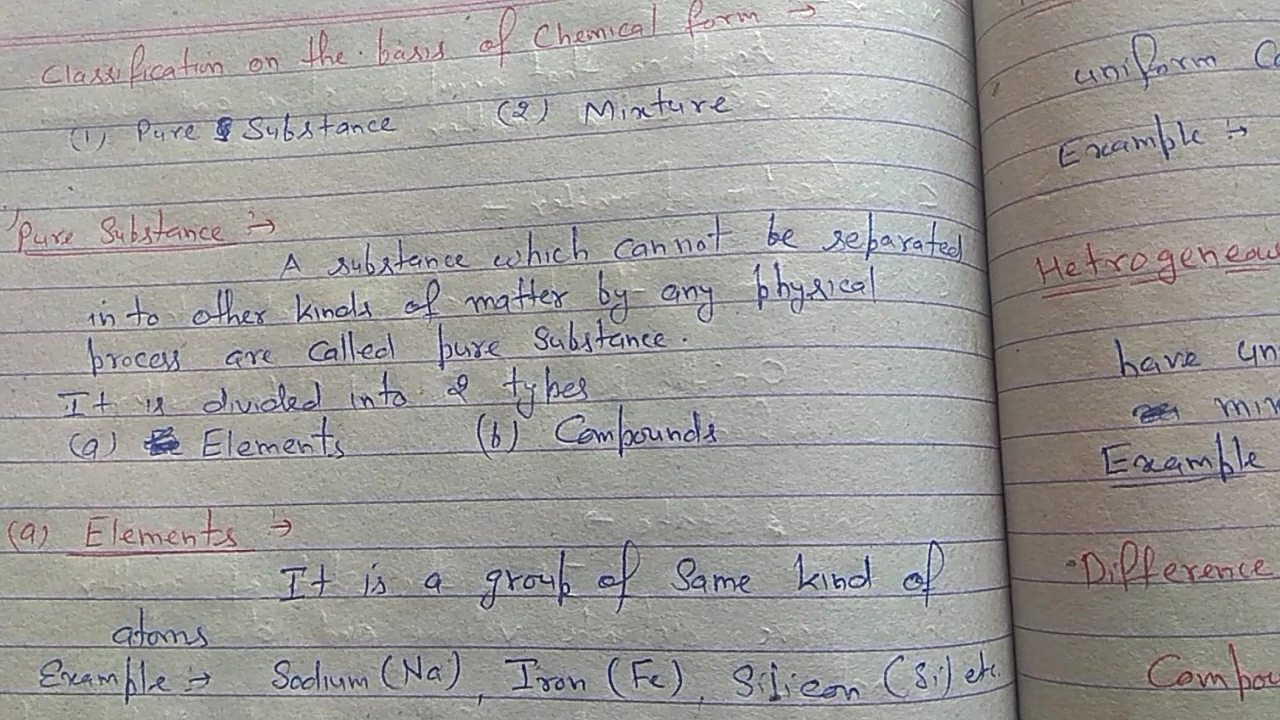 Classification on the basis of Chemical form →
(1) Pure Substance (2) Mixture
Pure Substance :→
A substance which cannot be separated
into other kinds of matter by any physical
process are called pure substance.
It is divided into 2 types
(a) Elements (b) Compounds
(a) Elements →
It is a group of same kind of
atoms
Example :→ Sodium (Na), Iron (Fe), Silicon (Si) etc.
uniform
Example :→
Hetrogeneou
have un
mix
Example
Difference
Compou